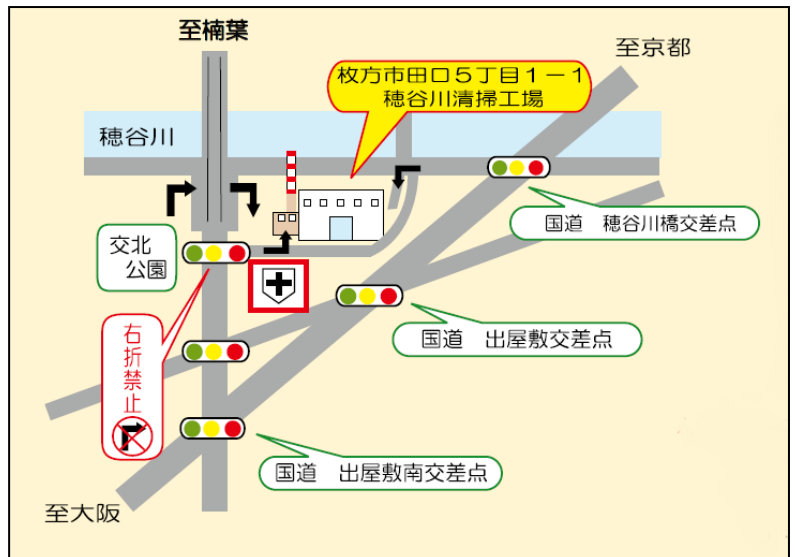 至楠葉
至京都
枚方市田口５丁目１－１
穂谷川清掃工場
穂谷川
国道　穂谷川橋交差点
交北
公園
右折禁止
国道　出屋敷交差点
国道　出屋敷南交差点
至大阪